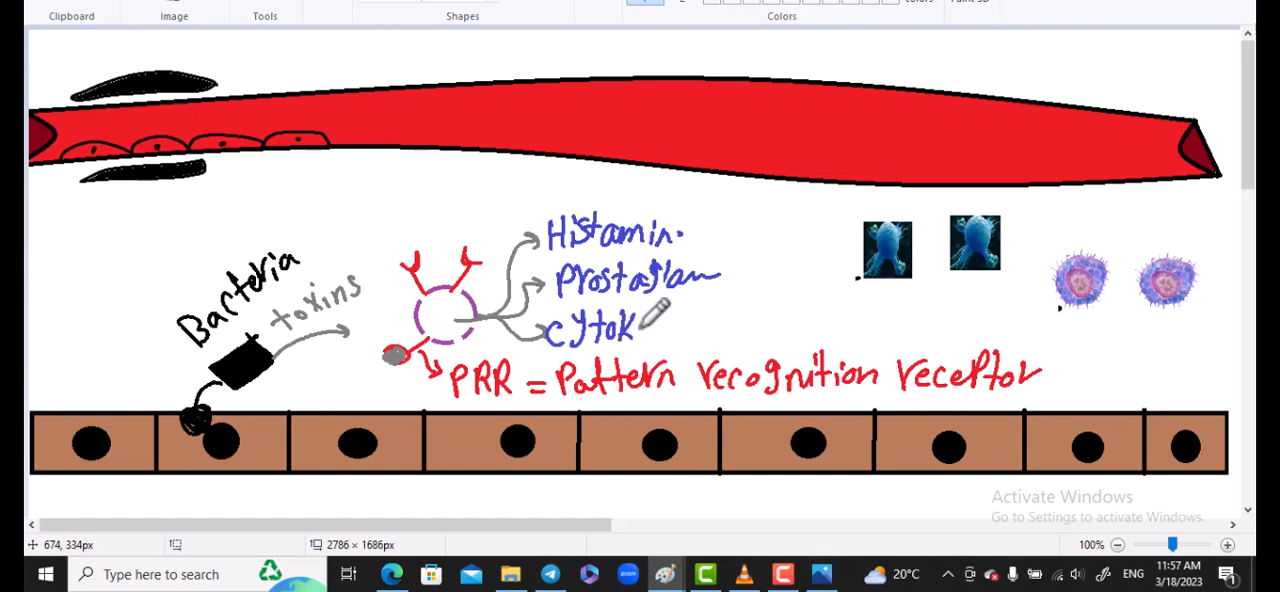 Clipboard
Image
Tools
Shapes
Colors
Histamin.
Prostaglan
Cytok
Bacteria
toxins
PRR = Pattern recognition receptor
Activate Windows
Go to Settings to activate Windows.
674, 334px
2786 × 1686px
100%
Type here to search
zoom
20°C
ENG
11:57 AM
3/18/2023
1